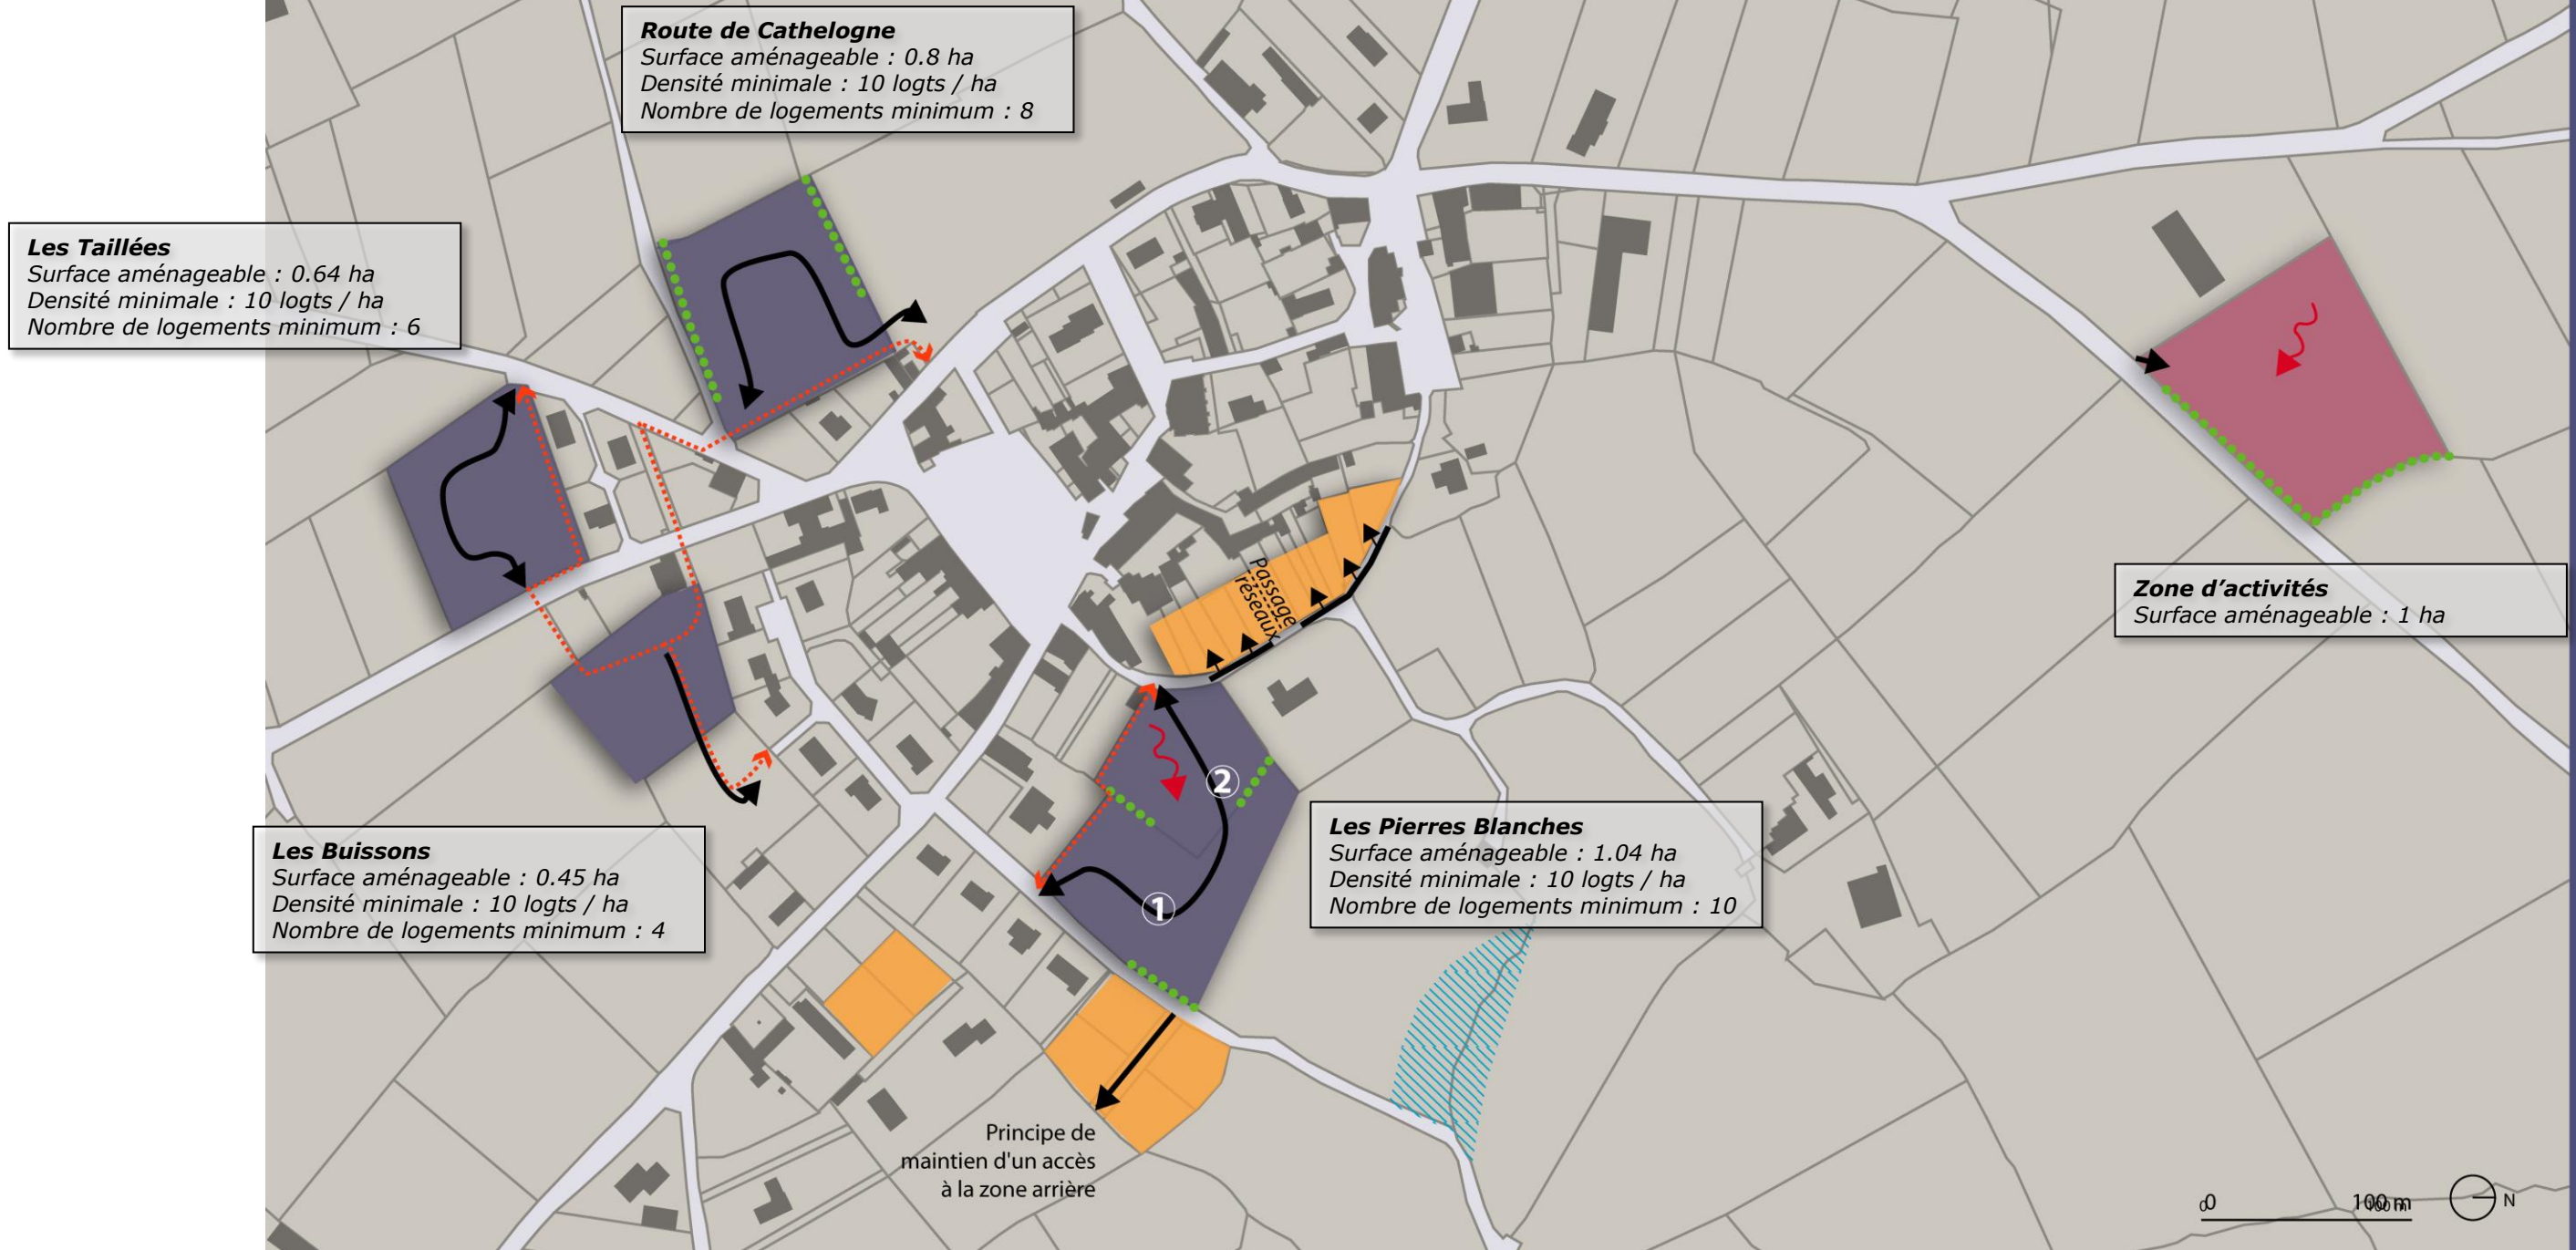 Route de Cathelogne
Surface aménageable : 0.8 ha
Densité minimale : 10 logts / ha
Nombre de logements minimum : 8
Les Taillées
Surface aménageable : 0.64 ha
Densité minimale : 10 logts / ha
Nombre de logements minimum : 6
Passage
réseaux
Zone d’activités
Surface aménageable : 1 ha
2
Les Pierres Blanches
Surface aménageable : 1.04 ha
Densité minimale : 10 logts / ha
Nombre de logements minimum : 10
Les Buissons
Surface aménageable : 0.45 ha
Densité minimale : 10 logts / ha
Nombre de logements minimum : 4
1
Principe de
maintien d'un accès
à la zone arrière
0 100 m
0 100 m
N